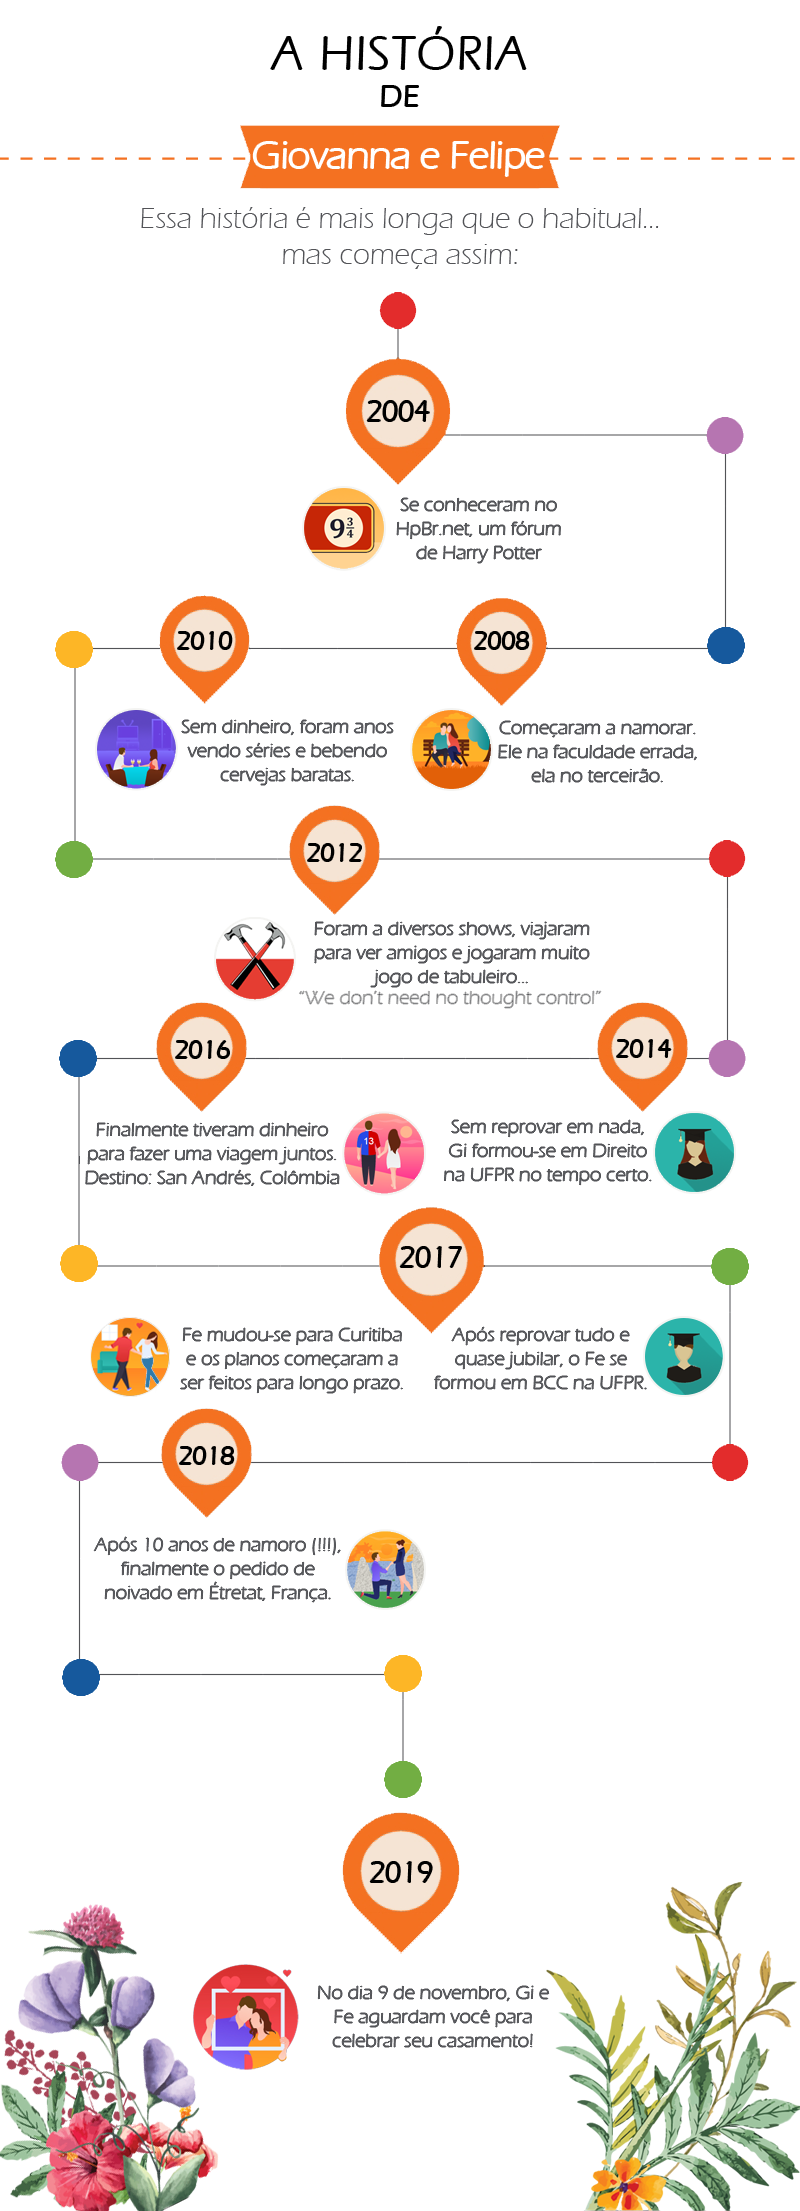 A HISTÓRIA
DE
Giovanna e Felipe
Essa história é mais longa que o habitual...
mas começa assim:
2004
9 3/4
Se conheceram no
HpBr.net, um fórum
de Harry Potter
2008
Começaram a namorar.
Ele na faculdade errada,
ela no terceirão.
2010
Sem dinheiro, foram anos
vendo séries e bebendo
cervejas baratas.
2012
Foram a diversos shows, viajaram
para ver amigos e jogaram muito
jogo de tabuleiro...
"We don't need no thought control"
2014
Sem reprovar em nada,
Gi formou-se em Direito
na UFPR no tempo certo.
2016
Finalmente tiveram dinheiro
para fazer uma viagem juntos.
Destino: San Andrés, Colômbia
13
2017
Fe mudou-se para Curitiba
e os planos começaram a
ser feitos para longo prazo.
Após reprovar tudo e
quase jubilar, o Fe se
formou em BCC na UFPR.
2018
Após 10 anos de namoro (!!!),
finalmente o pedido de
noivado em Étretat, França.
2019
No dia 9 de novembro, Gi e
Fe aguardam você para
celebrar seu casamento!